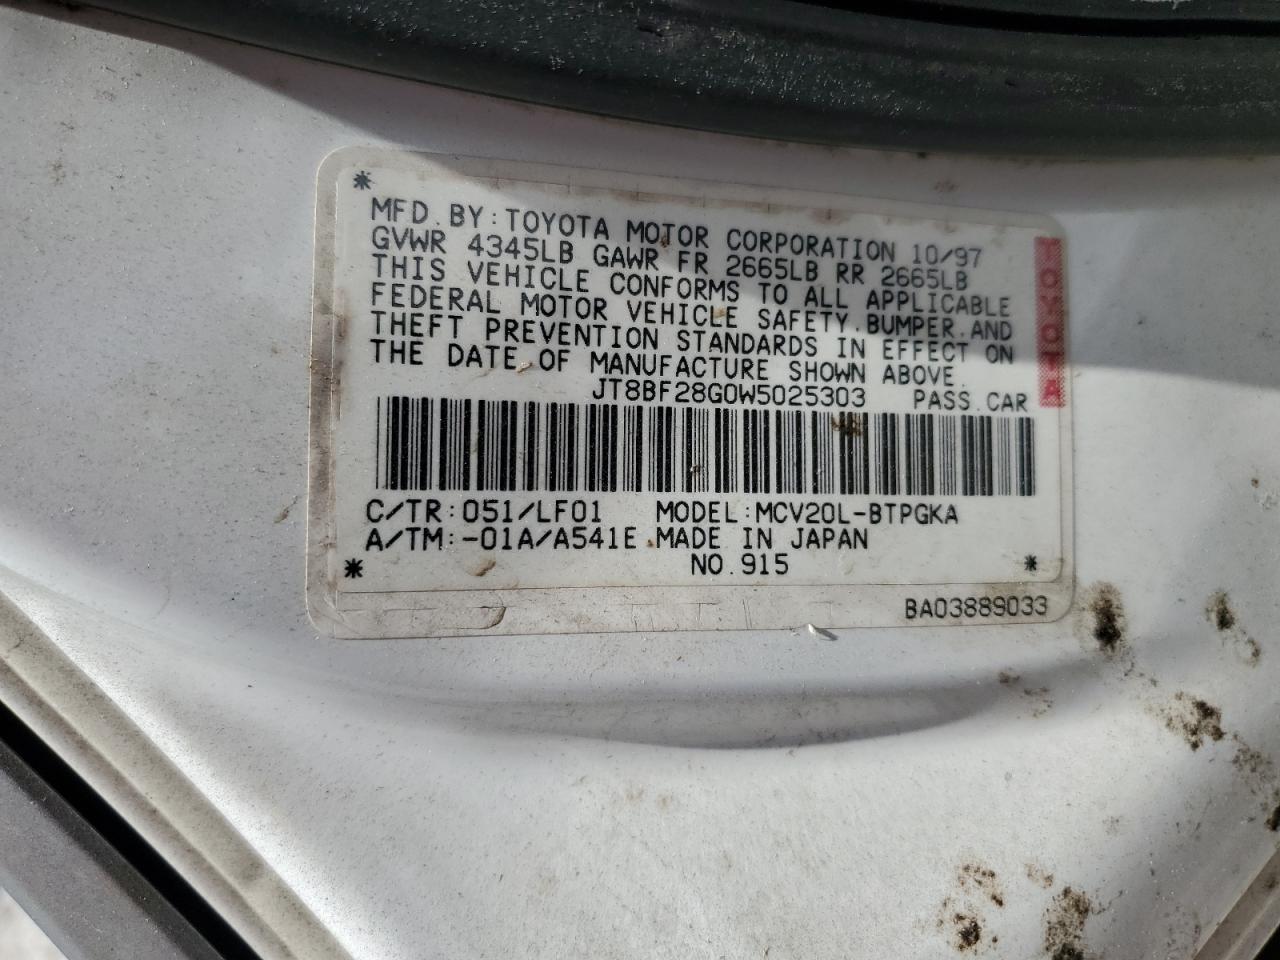 MFD. BY: TOYOTA MOTOR CORPORATION 10/97
GVWR 4345LB GAWR FR 2665LB RR 2665LB
THIS VEHICLE CONFORMS TO ALL APPLICABLE
FEDERAL MOTOR VEHICLE SAFETY, BUMPER, AND
THEFT PREVENTION STANDARDS IN EFFECT ON
THE DATE OF MANUFACTURE SHOWN ABOVE.
JT8BF28G0W5025303 PASS. CAR
TOYOTA
C/TR: 051/LF01 MODEL: MCV20L-BTPGKA
A/TM: -01A/A541E MADE IN JAPAN
NO. 915
BA03889033